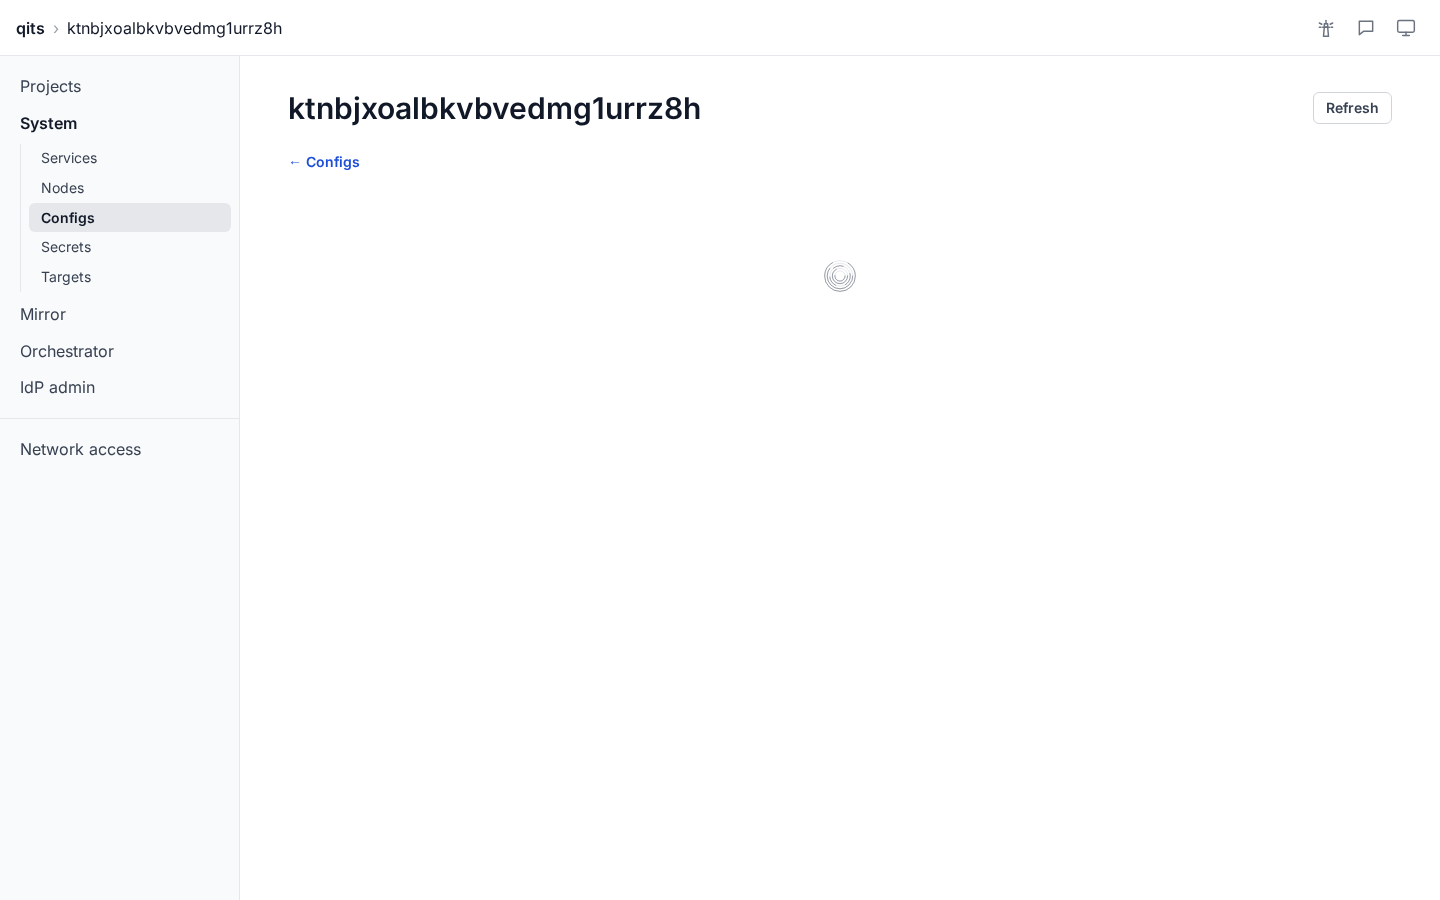 qits › ktnbjxoalbkvbvedmg1urrz8h
Projects
System
Services
Nodes
Configs
Secrets
Targets
Mirror
Orchestrator
IdP admin
Network access
ktnbjxoalbkvbvedmg1urrz8h
Refresh
← Configs